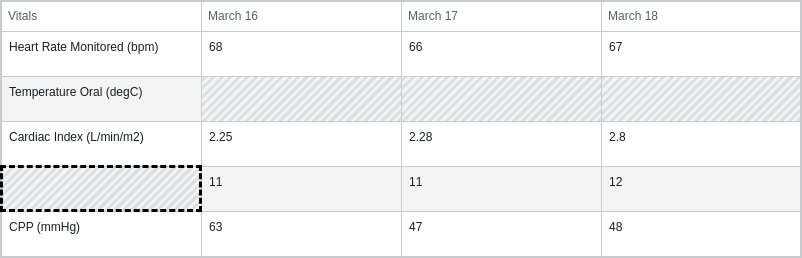 Vitals March 16 March 17 March 18
Heart Rate Monitored (bpm) 68 66 67
Temperature Oral (degC)
Cardiac Index (L/min/m2) 2.25 2.28 2.8
11 11 12
CPP (mmHg) 63 47 48